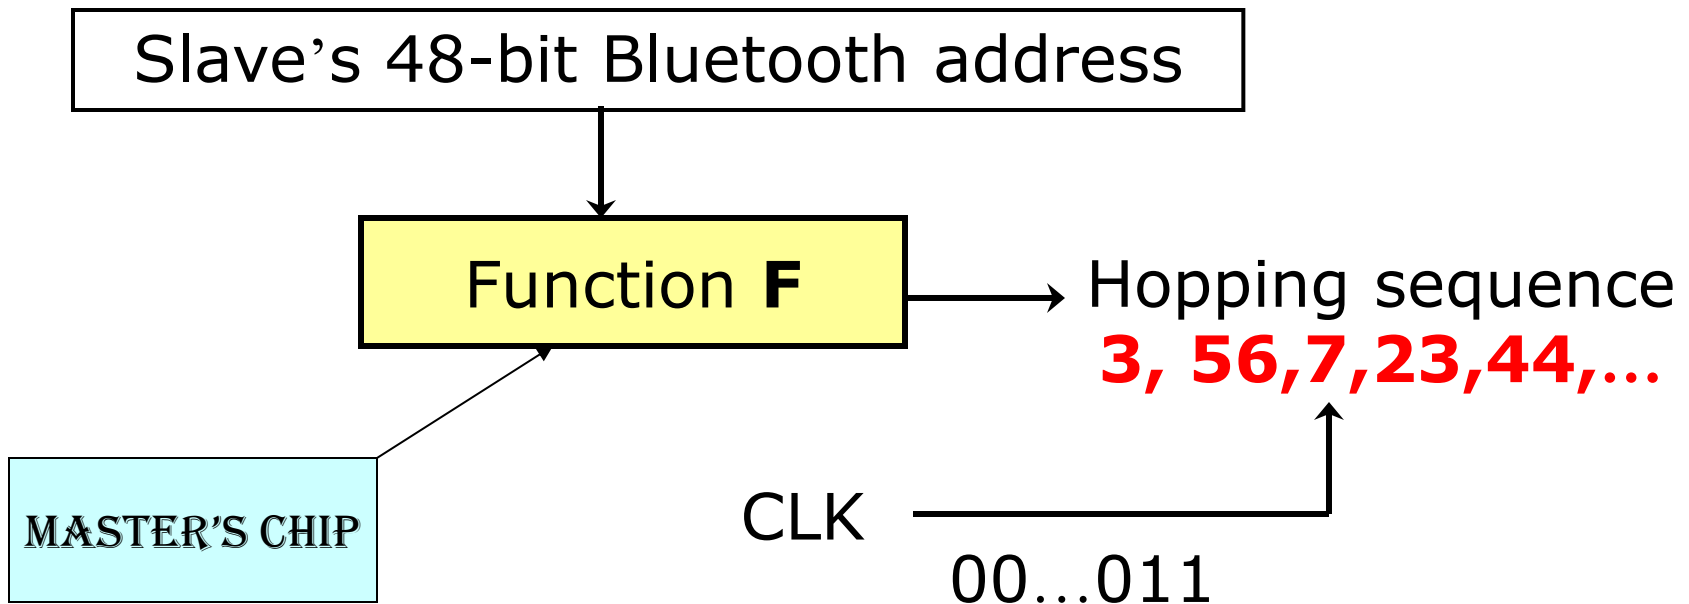 Slave’s 48-bit Bluetooth address
Function F
Hopping sequence
3, 56,7,23,44,…
MASTER’S CHIP
CLK
00…011